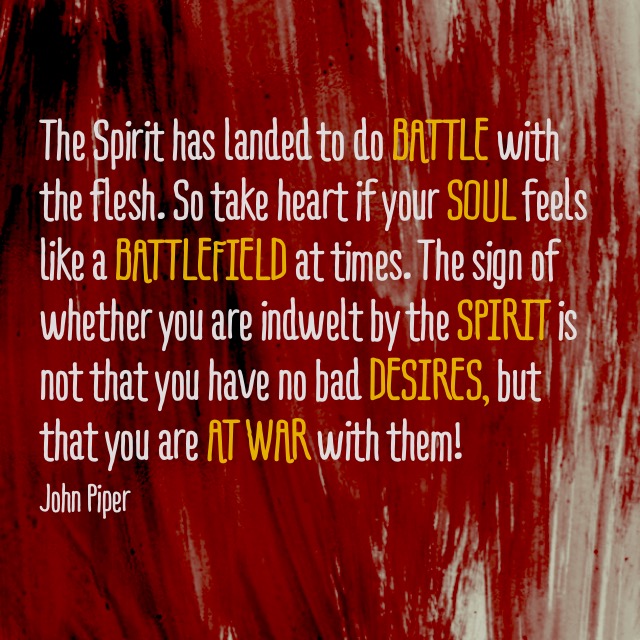 The Spirit has landed to do BATTLE with
the flesh. So take heart if your SOUL feels
like a BATTLEFIELD at times. The sign of
whether you are indwelt by the SPIRIT is
not that you have no bad DESIRES, but
that you are AT WAR with them!
John Piper